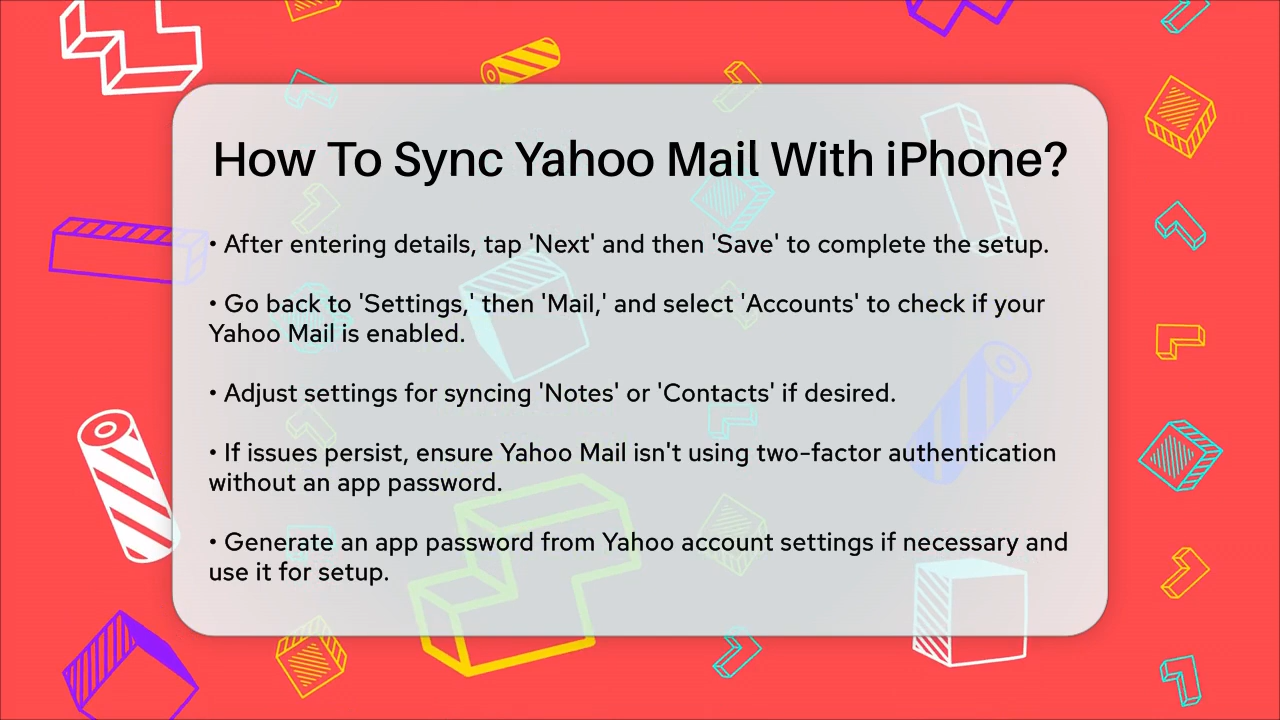 How To Sync Yahoo Mail With iPhone?
• After entering details, tap 'Next' and then 'Save' to complete the setup.
• Go back to 'Settings,' then 'Mail,' and select 'Accounts' to check if your
Yahoo Mail is enabled.
• Adjust settings for syncing 'Notes' or 'Contacts' if desired.
• If issues persist, ensure Yahoo Mail isn't using two-factor authentication
without an app password.
• Generate an app password from Yahoo account settings if necessary and
use it for setup.